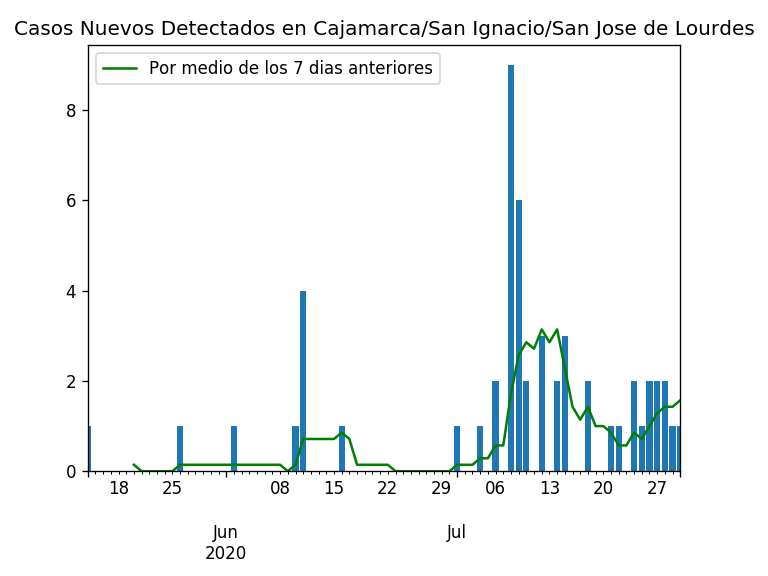 Casos Nuevos Detectados en Cajamarca/San Ignacio/San Jose de Lourdes
Por medio de los 7 dias anteriores
8
6
4
2
0
18 25 08 15 22 29 06 13 20 27
Jun Jul
2020